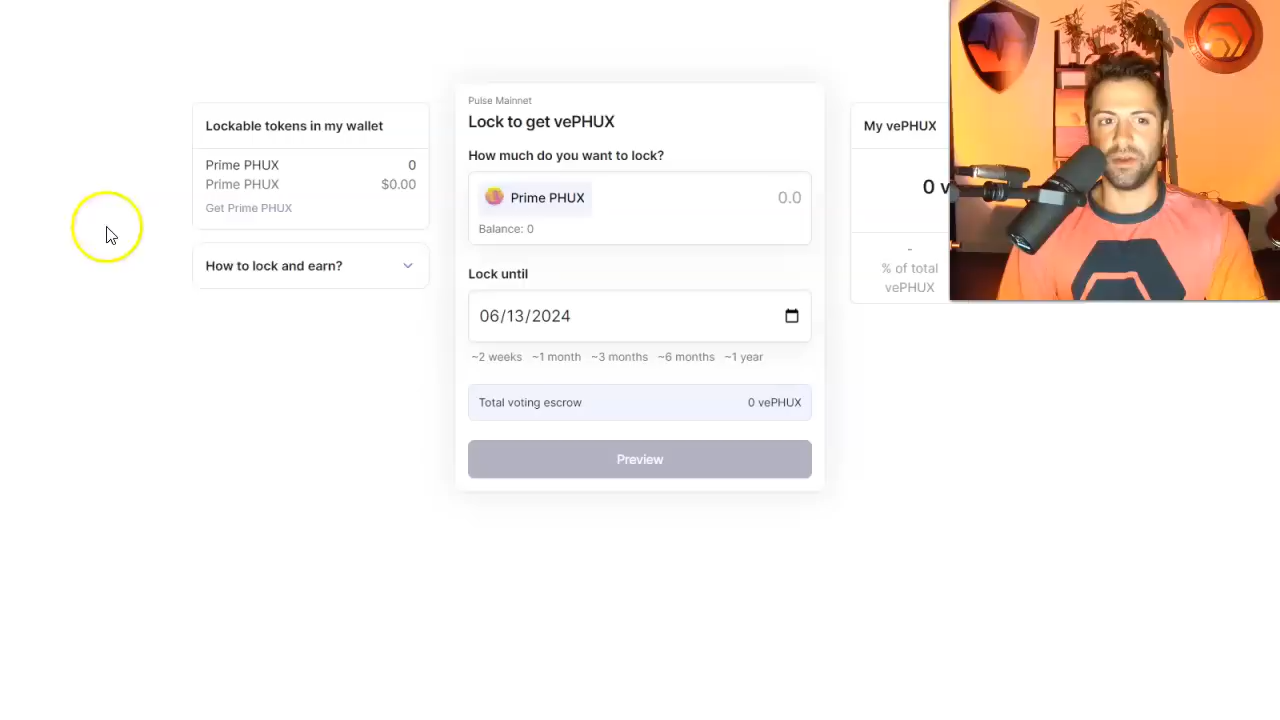 Lockable tokens in my wallet
Prime PHUX 0
Prime PHUX $0.00
Get Prime PHUX
How to lock and earn?
Pulse Mainnet
Lock to get vePHUX
How much do you want to lock?
Prime PHUX 0.0
Balance: 0
Lock until
06/13/2024
~2 weeks ~1 month ~3 months ~6 months ~1 year
Total voting escrow 0 vePHUX
Preview
My vePHUX
0 v
-
% of total
vePHUX